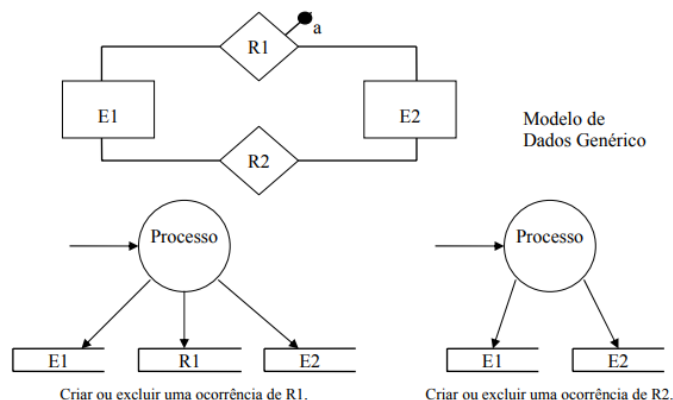 R1
a
E1
E2
Modelo de
Dados Genérico
R2
Processo
Processo
E1
R1
E2
E1
E2
Criar ou excluir uma ocorrência de R1.
Criar ou excluir uma ocorrência de R2.